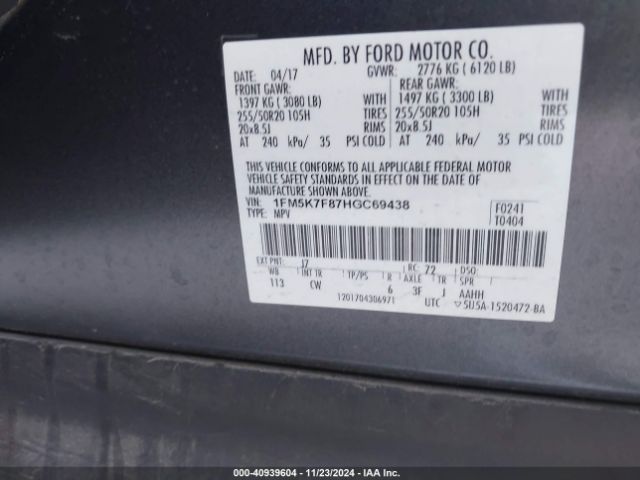 MFD. BY FORD MOTOR CO.
DATE: 04/17 GVWR: 2776 KG ( 6120 LB)
FRONT GAWR: REAR GAWR:
1397 KG ( 3080 LB) WITH 1497 KG ( 3300 LB) WITH
255/50R20 105H TIRES 255/50R20 105H TIRES
20x8.5J RIMS 20x8.5J RIMS
AT 240 kPa/ 35 PSI COLD AT 240 kPa/ 35 PSI COLD
THIS VEHICLE CONFORMS TO ALL APPLICABLE FEDERAL MOTOR
VEHICLE SAFETY STANDARDS IN EFFECT ON THE DATE OF
MANUFACTURE SHOWN ABOVE.
VIN: 1FM5K7F87HGC69438 F0241
TYPE: MPV T0404
EXT PNT: J7 RC: 72 DSO:
WB INT TR TP/PS R AXLE TR SPR
113 CW 6 3F J AAHH
1201704306971 UTC 5U5A-1520472-BA
000-40939604 | 11/23/2024 | IAAI.COM